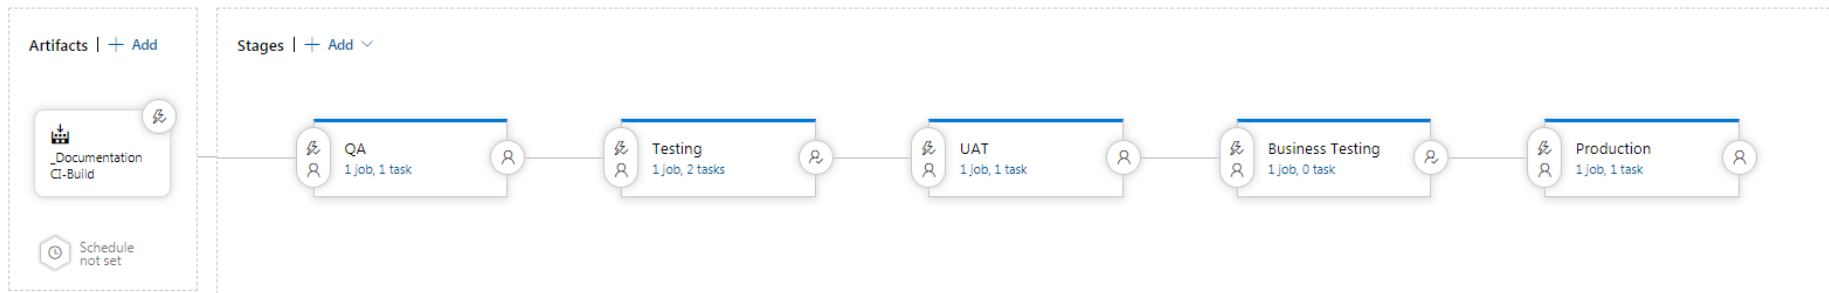 Artifacts | + Add
_Documentation
CI-Build
Schedule
not set
Stages | + Add
QA
1 job, 1 task
Testing
1 job, 2 tasks
UAT
1 job, 1 task
Business Testing
1 job, 0 task
Production
1 job, 1 task